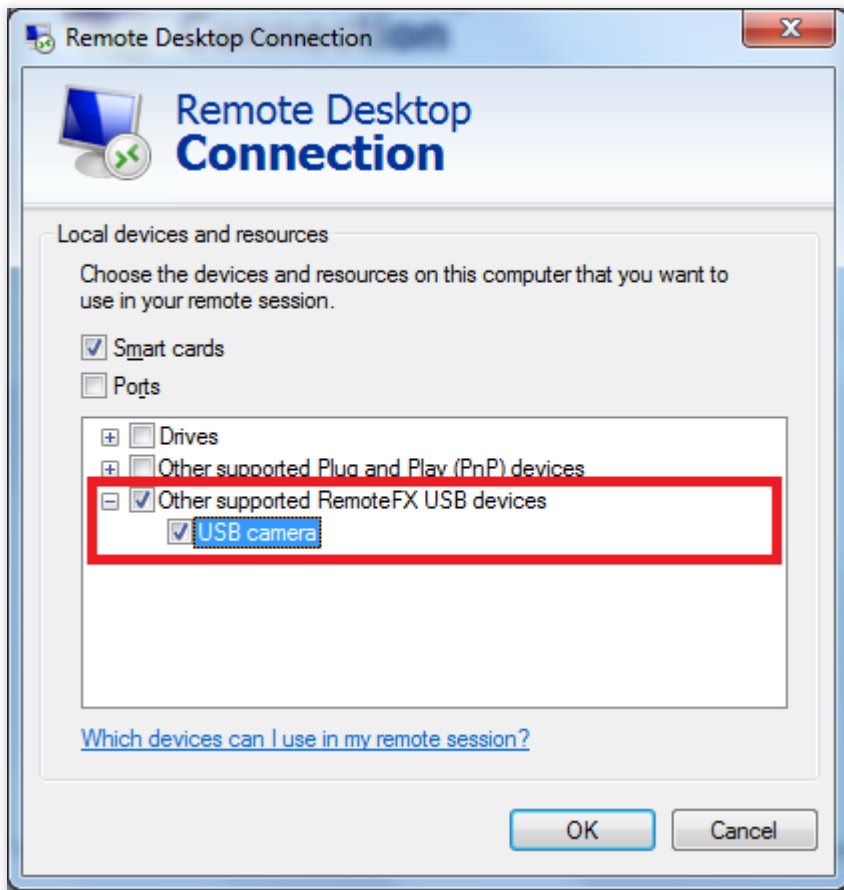 Remote Desktop Connection
Remote Desktop
Connection
Local devices and resources
Choose the devices and resources on this computer that you want to
use in your remote session.
Smart cards
Ports
Drives
Other supported Plug and Play (PnP) devices
Other supported RemoteFX USB devices
USB camera
Which devices can I use in my remote session?
OK
Cancel